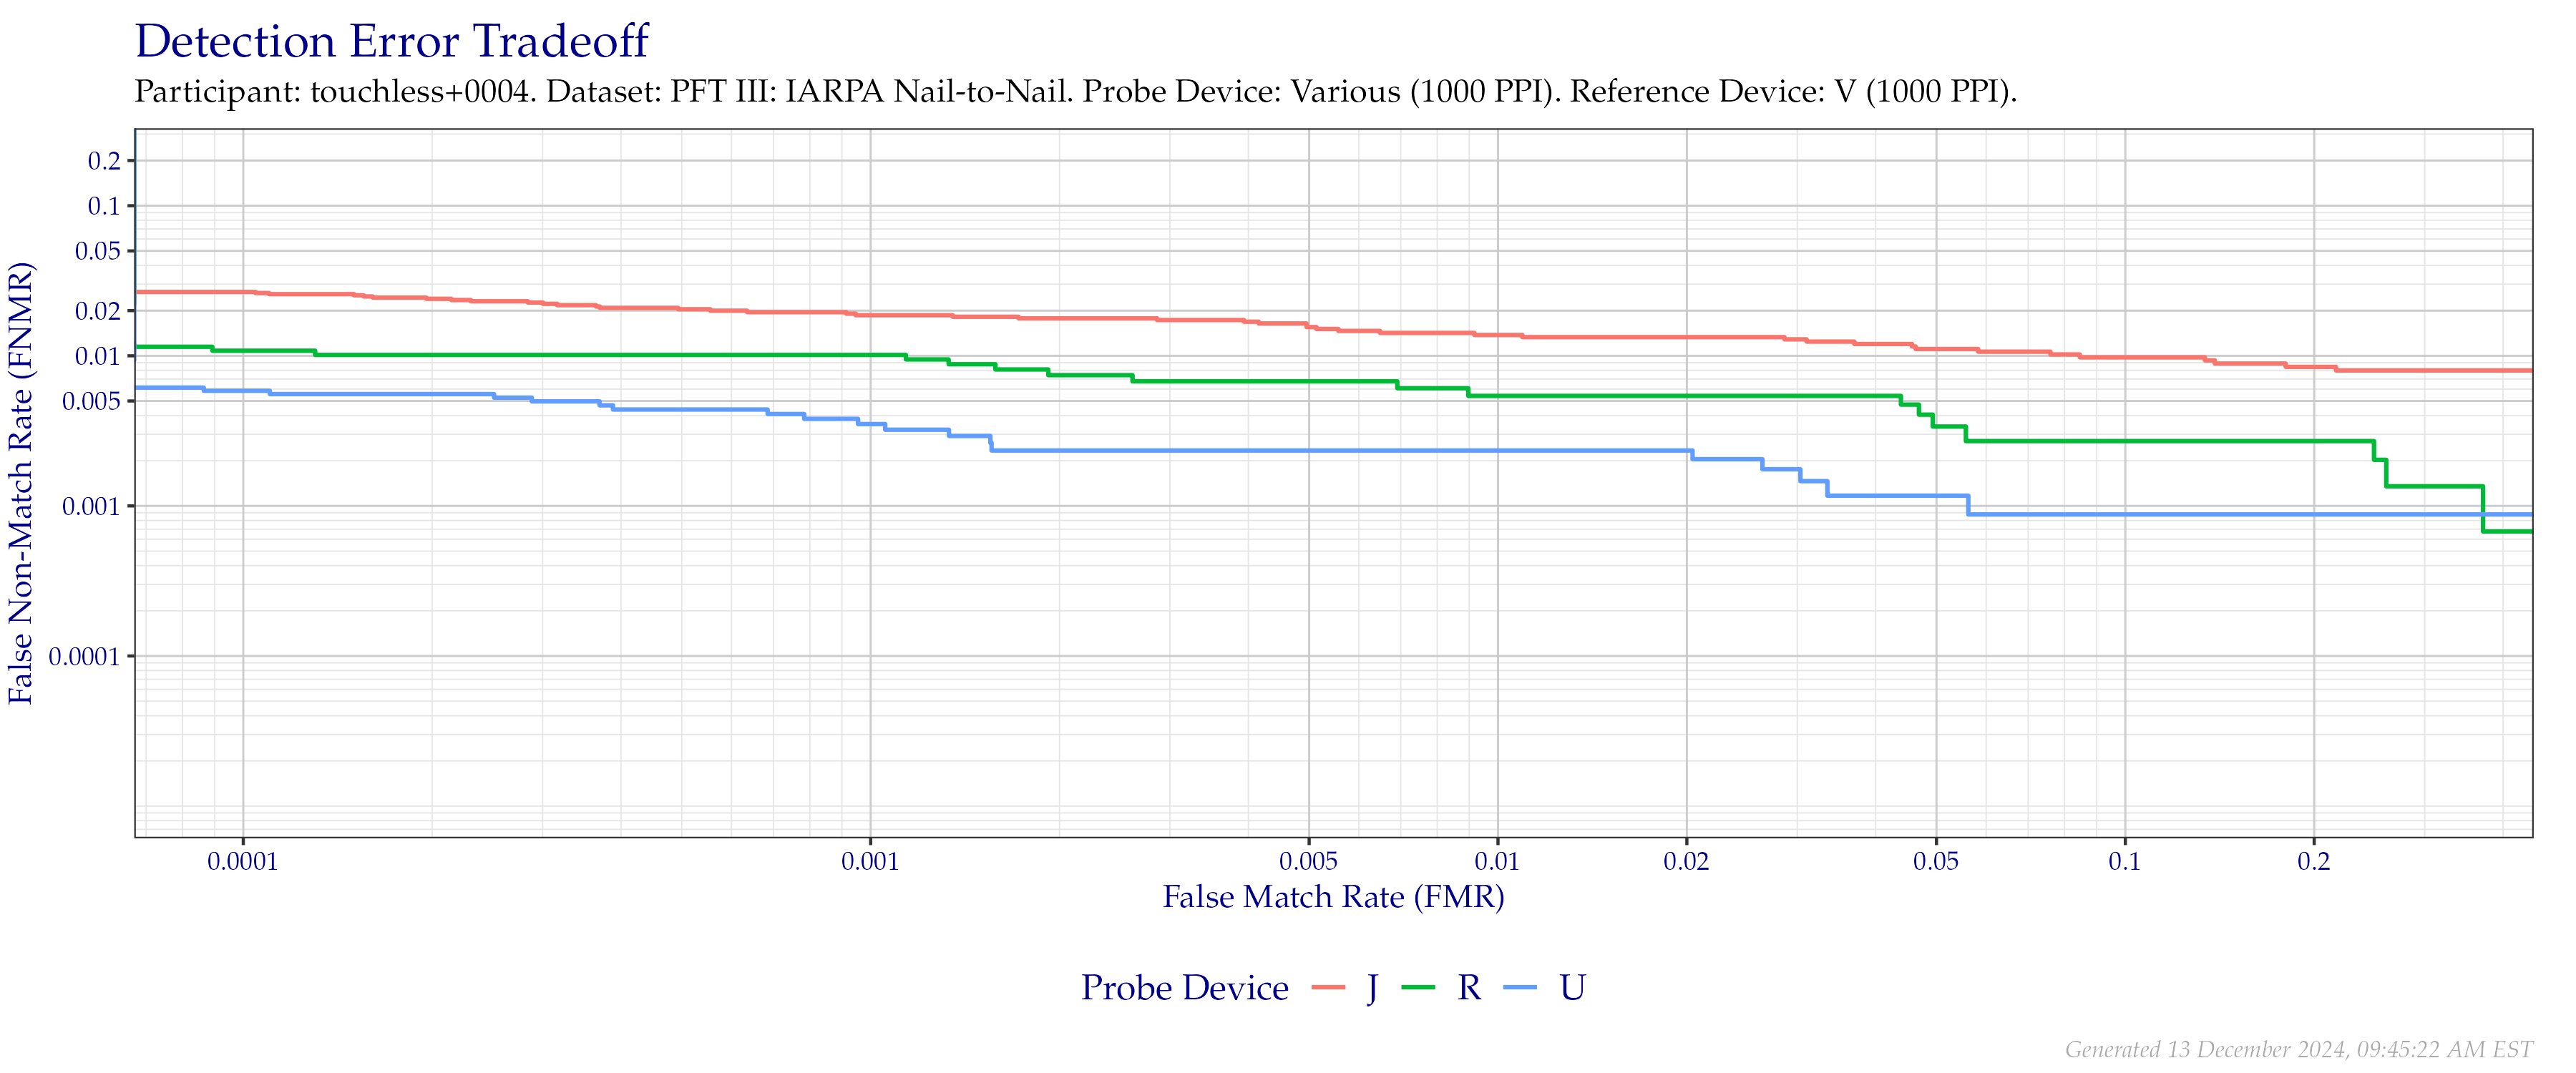 Detection Error Tradeoff
Participant: touchless+0004. Dataset: PFT III: IARPA Nail-to-Nail. Probe Device: Various (1000 PPI). Reference Device: V (1000 PPI).
False Non-Match Rate (FNMR)
0.2
0.1
0.05
0.02
0.01
0.005
0.001
0.0001
0.0001 0.001 0.005 0.01 0.02 0.05 0.1 0.2
False Match Rate (FMR)
Probe Device J R U
Generated 13 December 2024, 09:45:22 AM EST